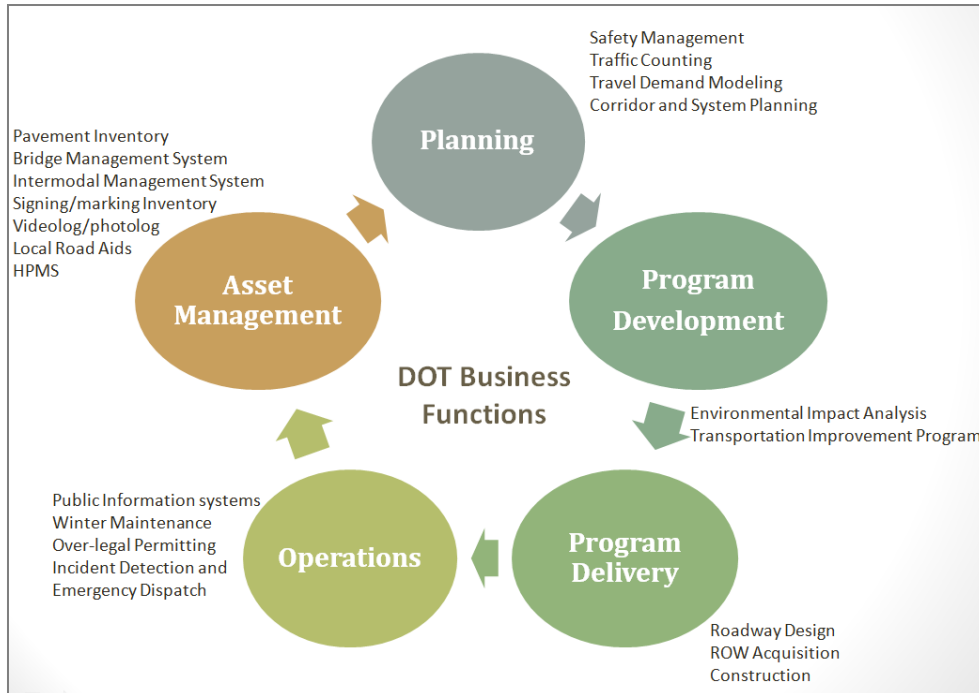 Safety Management
Traffic Counting
Travel Demand Modeling
Corridor and System Planning
Planning
Pavement Inventory
Bridge Management System
Intermodal Management System
Signing/marking Inventory
Videolog/photolog
Local Road Aids
HPMS
Asset
Management
Program
Development
DOT Business
Functions
Environmental Impact Analysis
Transportation Improvement Program
Public Information systems
Winter Maintenance
Over-legal Permitting
Incident Detection and
Emergency Dispatch
Operations
Program
Delivery
Roadway Design
ROW Acquisition
Construction